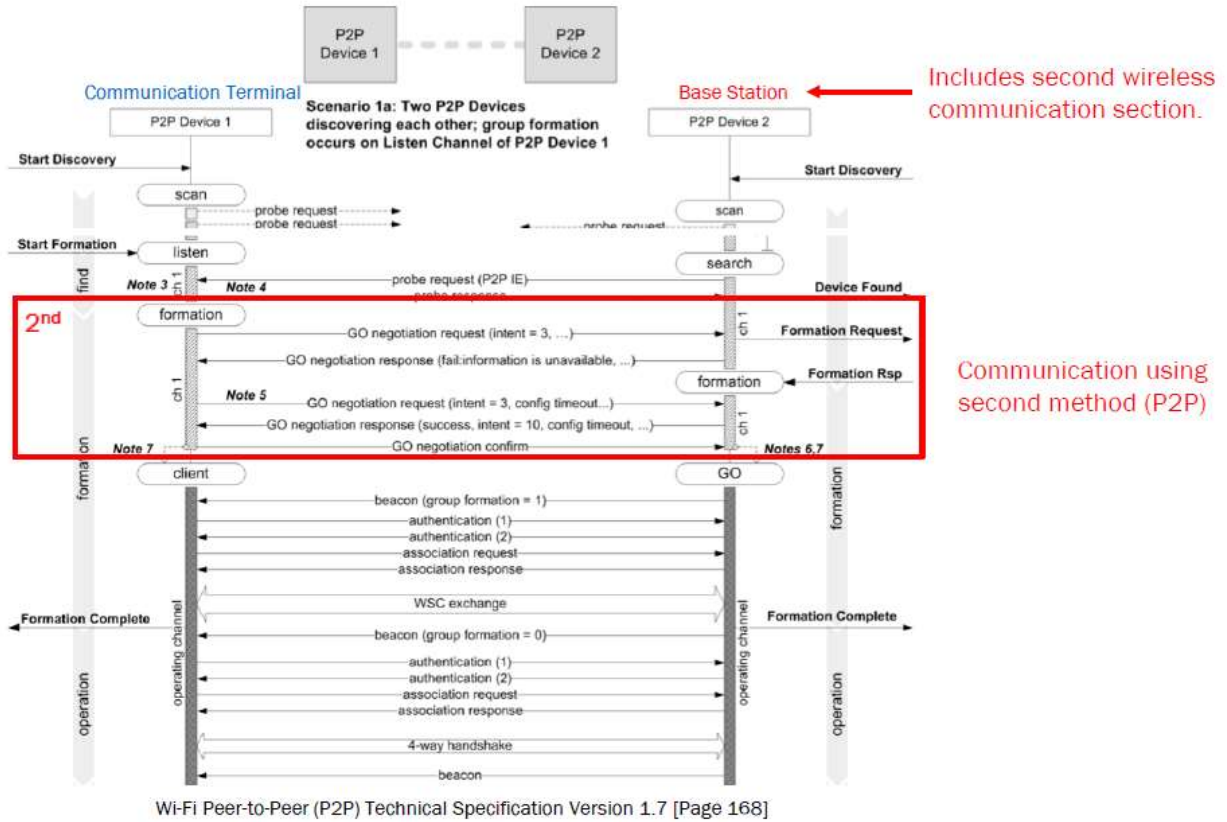 P2P
Device 1
P2P
Device 2
Communication Terminal
Base Station
Includes second wireless
communication section.
P2P Device 1
Scenario 1a: Two P2P Devices
discovering each other; group formation
occurs on Listen Channel of P2P Device 1
P2P Device 2
Start Discovery
Start Discovery
scan
scan
probe request
probe request
probe request
Start Formation
listen
search
find
ch 1
Note 3
Note 4
probe request (P2P IE)
probe response
Device Found
2nd
formation
GO negotiation request (intent = 3, ...)
ch 1
Formation Request
GO negotiation response (fail:information is unavailable, ...)
formation
Formation Rsp
Communication using
second method (P2P)
ch 1
Note 5
GO negotiation request (intent = 3, config timeout...)
GO negotiation response (success, intent = 10, config timeout, ...)
ch 1
Note 7
GO negotiation confirm
Notes 6,7
formation
client
GO
formation
beacon (group formation = 1)
authentication (1)
authentication (2)
association request
association response
WSC exchange
Formation Complete
Formation Complete
operating channel
operating channel
beacon (group formation = 0)
authentication (1)
authentication (2)
association request
association response
operation
operation
4-way handshake
beacon
Wi-Fi Peer-to-Peer (P2P) Technical Specification Version 1.7 [Page 168]